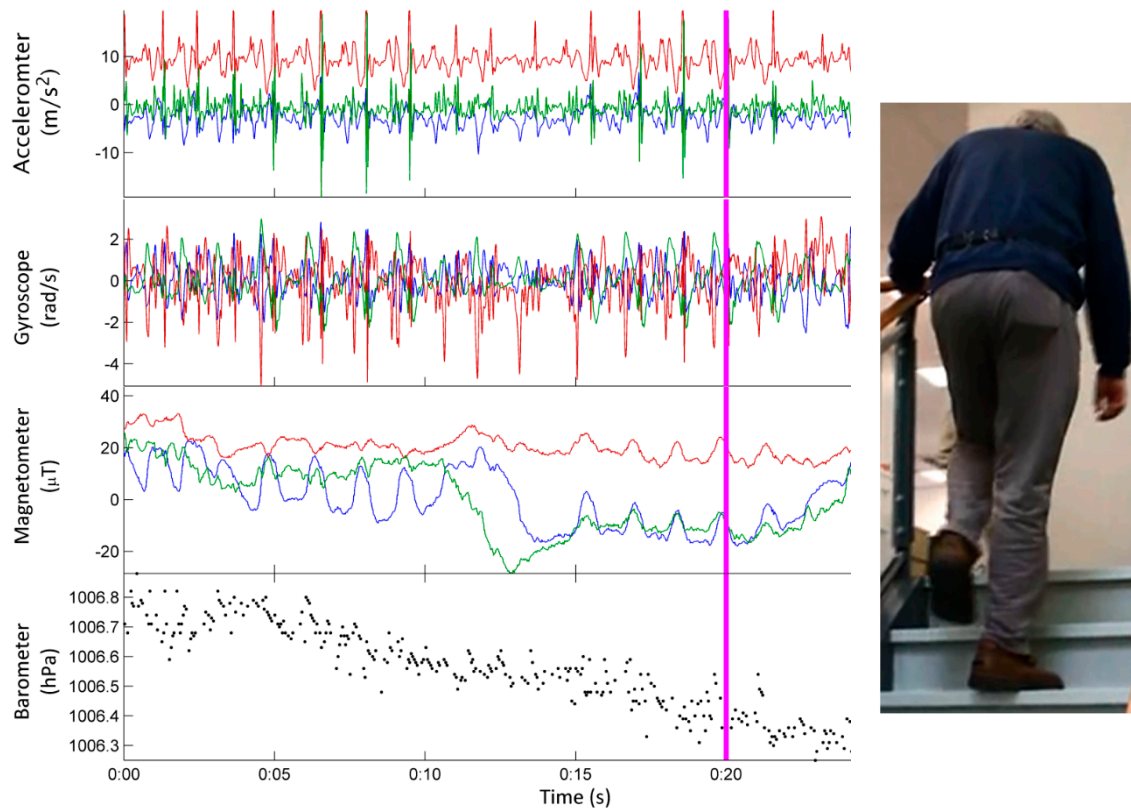 Acceleromter
(m/s²)
10
0
-10
Gyroscope
(rad/s)
2
0
-2
-4
Magnetometer
(μT)
40
20
0
-20
Barometer
(hPa)
1006.8
1006.7
1006.6
1006.5
1006.4
1006.3
0:00 0:05 0:10 0:15 0:20
Time (s)